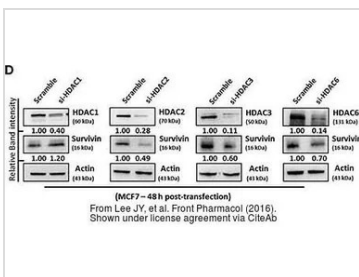 D
Scramble si-HDAC1 Scramble si-HDAC2 Scramble si-HDAC3 Scramble si-HDAC6
Relative Band intensity
HDAC1 HDAC2 HDAC3 HDAC6
(60 kDa) (70 kDa) (50 kDa) (131 kDa)
1.00 0.40 1.00 0.28 1.00 0.11 1.00 0.14
Survivin Survivin Survivin Survivin
(16 kDa) (16 kDa) (16 kDa) (16 kDa)
1.00 1.20 1.00 0.49 1.00 0.60 1.00 0.70
Actin Actin Actin Actin
(43 kDa) (43 kDa) (43 kDa) (43 kDa)
(MCF7 – 48 h post-transfection)
From Lee JY, et al. Front Pharmacol (2016).
Shown under license agreement via CiteAb